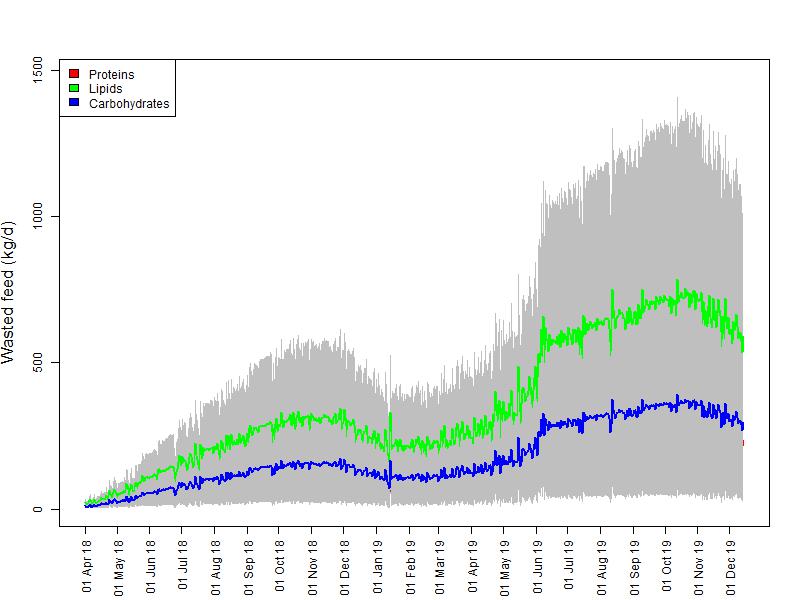 Proteins
Lipids
Carbohydrates
Wasted feed (kg/d)
1500
1000
500
0
01 Apr 18
01 May 18
01 Jun 18
01 Jul 18
01 Aug 18
01 Sep 18
01 Oct 18
01 Nov 18
01 Dec 18
01 Jan 19
01 Feb 19
01 Mar 19
01 Apr 19
01 May 19
01 Jun 19
01 Jul 19
01 Aug 19
01 Sep 19
01 Oct 19
01 Nov 19
01 Dec 19